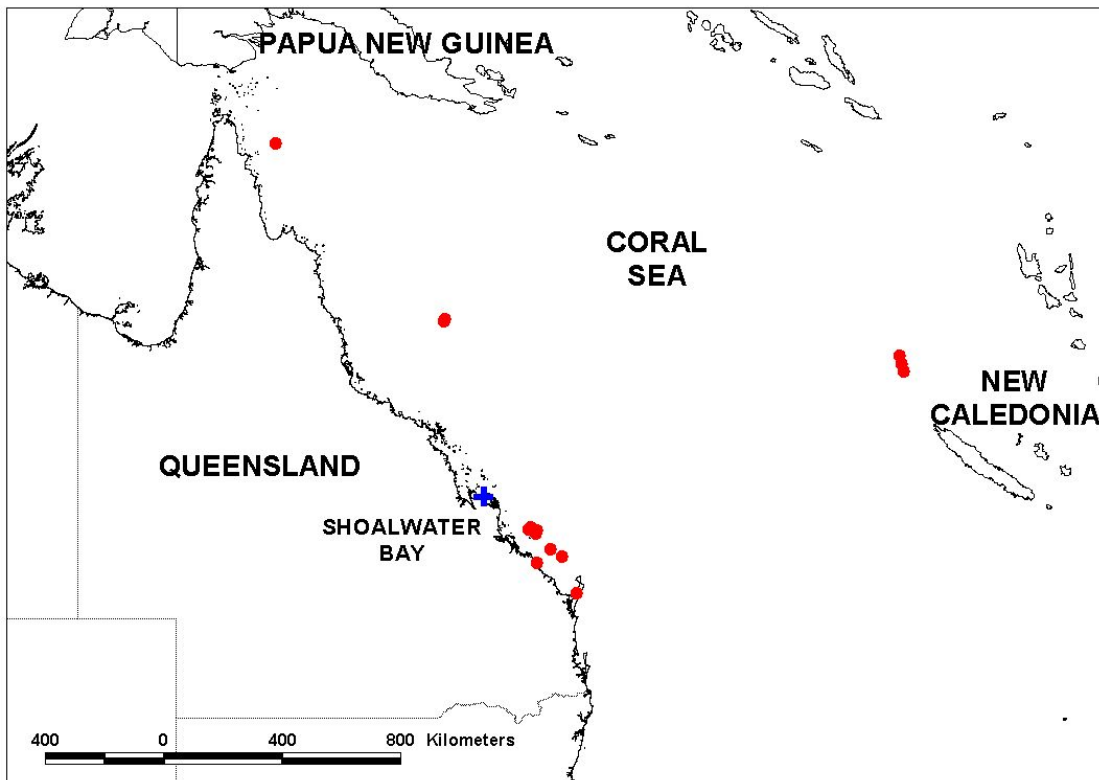 PAPUA NEW GUINEA
CORAL
SEA
NEW
CALEDONIA
QUEENSLAND
SHOALWATER
BAY
400 0 400 800 Kilometers